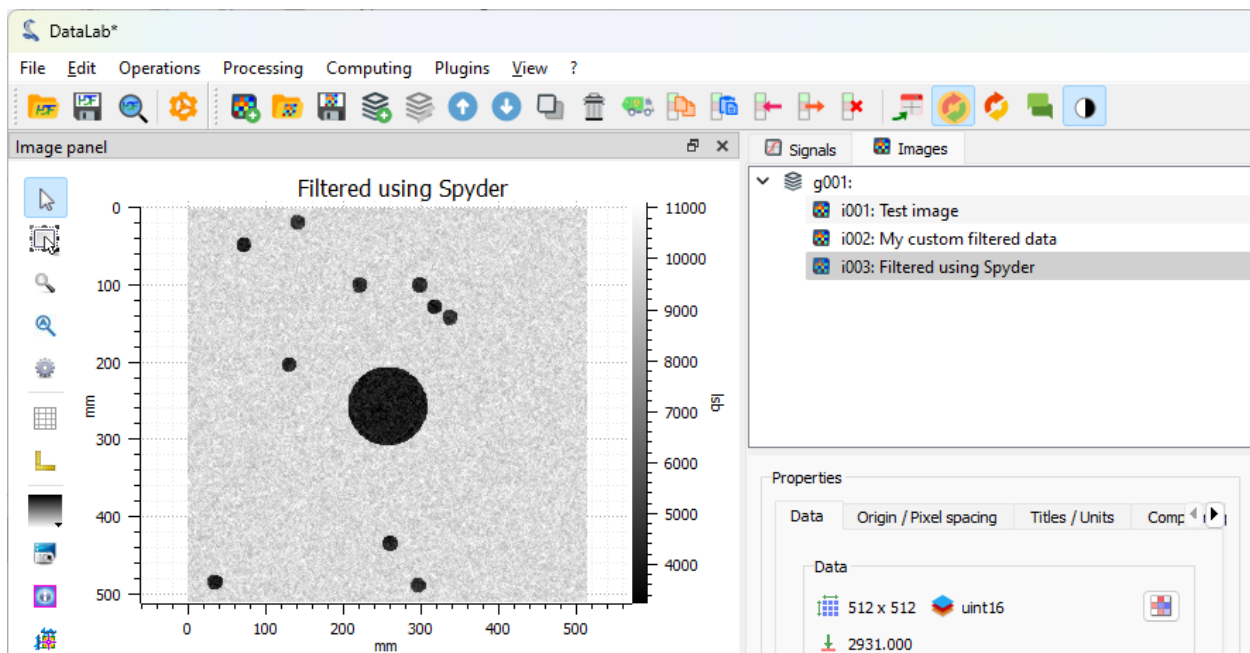 DataLab*
File Edit Operations Processing Computing Plugins View ?
Image panel
Signals Images
g001:
i001: Test image
i002: My custom filtered data
i003: Filtered using Spyder
Filtered using Spyder
0
100
200
300
400
500
mm
0 100 200 300 400 500
mm
11000
10000
9000
8000
7000
6000
5000
4000
lsb
Properties
Data Origin / Pixel spacing Titles / Units
Data
512 x 512 uint16
2931.000